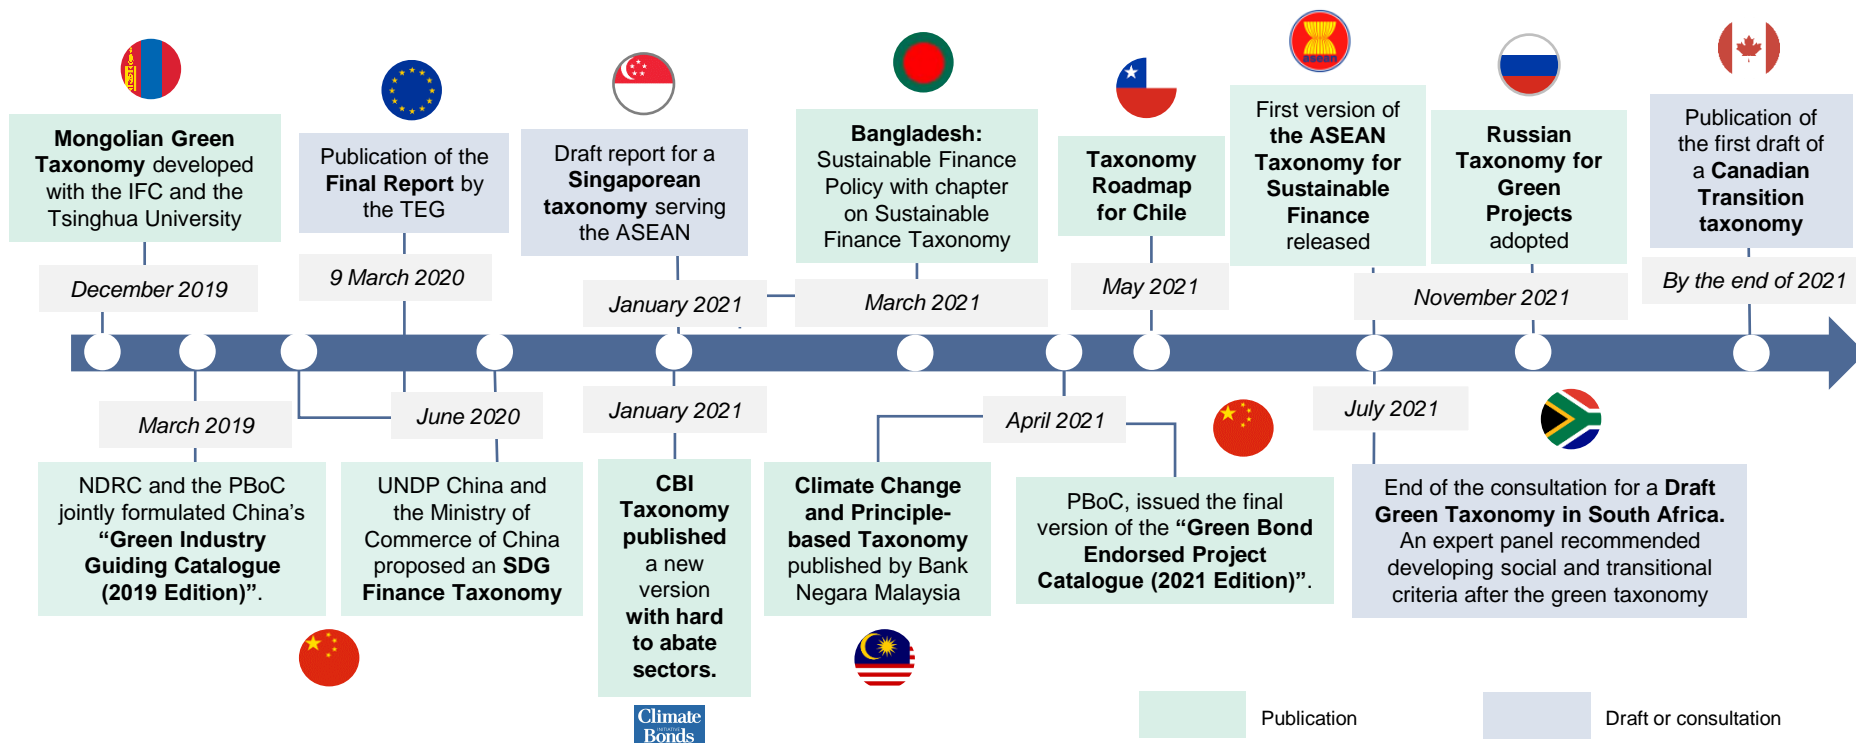 Mongolian Green
Taxonomy developed
with the IFC and the
Tsinghua University
December 2019
Publication of the
Final Report by
the TEG
9 March 2020
Draft report for a
Singaporean
taxonomy serving
the ASEAN
January 2021
Bangladesh:
Sustainable Finance
Policy with chapter
on Sustainable
Finance Taxonomy
March 2021
Taxonomy
Roadmap
for Chile
May 2021
asean
First version of
the ASEAN
Taxonomy for
Sustainable
Finance
released
Russian
Taxonomy for
Green
Projects
adopted
November 2021
Publication of
the first draft of
a Canadian
Transition
taxonomy
By the end of 2021
March 2019
NDRC and the PBoC
jointly formulated China’s
“Green Industry
Guiding Catalogue
(2019 Edition)”.
June 2020
UNDP China and
the Ministry of
Commerce of China
proposed an SDG
Finance Taxonomy
January 2021
CBI
Taxonomy
published
a new
version
with hard
to abate
sectors.
Climate
INITIATIVE
Bonds
April 2021
Climate Change
and Principle-
based Taxonomy
published by Bank
Negara Malaysia
PBoC, issued the final
version of the “Green Bond
Endorsed Project
Catalogue (2021 Edition)”.
July 2021
End of the consultation for a Draft
Green Taxonomy in South Africa.
An expert panel recommended
developing social and transitional
criteria after the green taxonomy
Publication
Draft or consultation